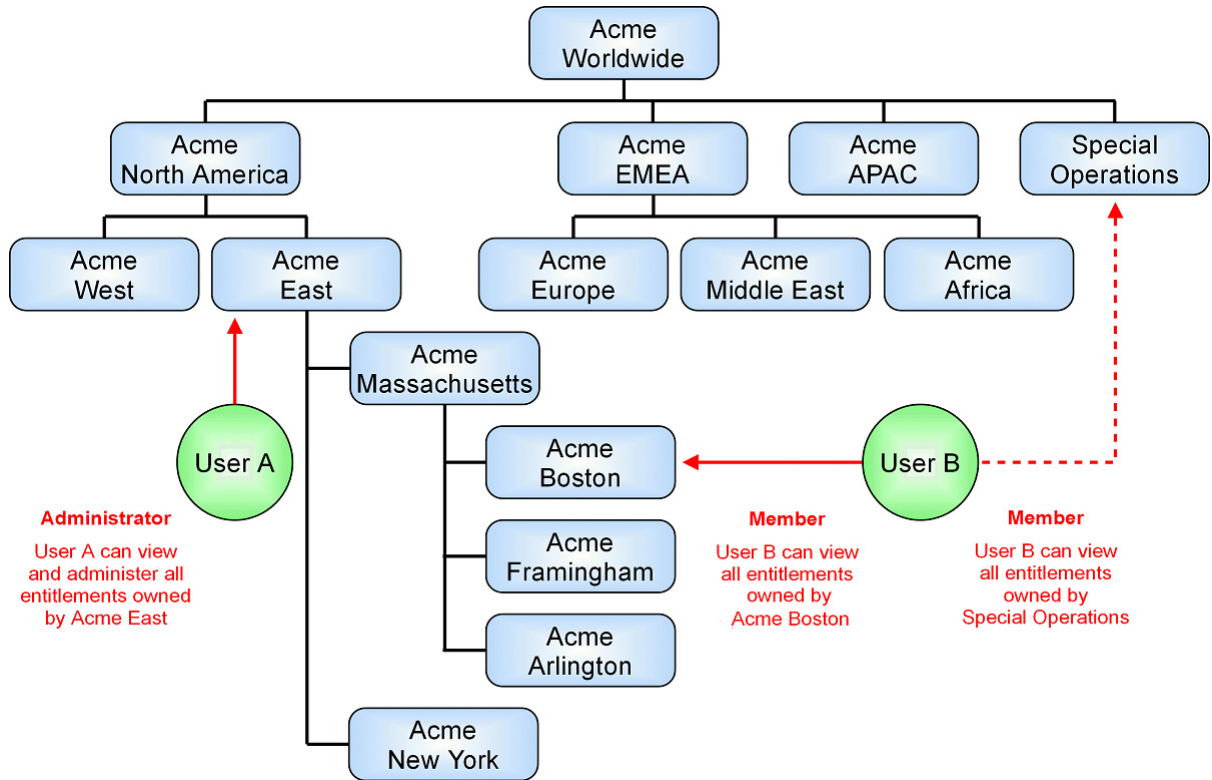 Acme
Worldwide
Acme
North America
Acme
EMEA
Acme
APAC
Special
Operations
Acme
West
Acme
East
Acme
Europe
Acme
Middle East
Acme
Africa
Acme
Massachusetts
User A
Acme
Boston
User B
Administrator
User A can view
and administer all
entitlements owned
by Acme East
Member
User B can view
all entitlements
owned by
Acme Boston
Member
User B can view
all entitlements
owned by
Special Operations
Acme
Framingham
Acme
Arlington
Acme
New York